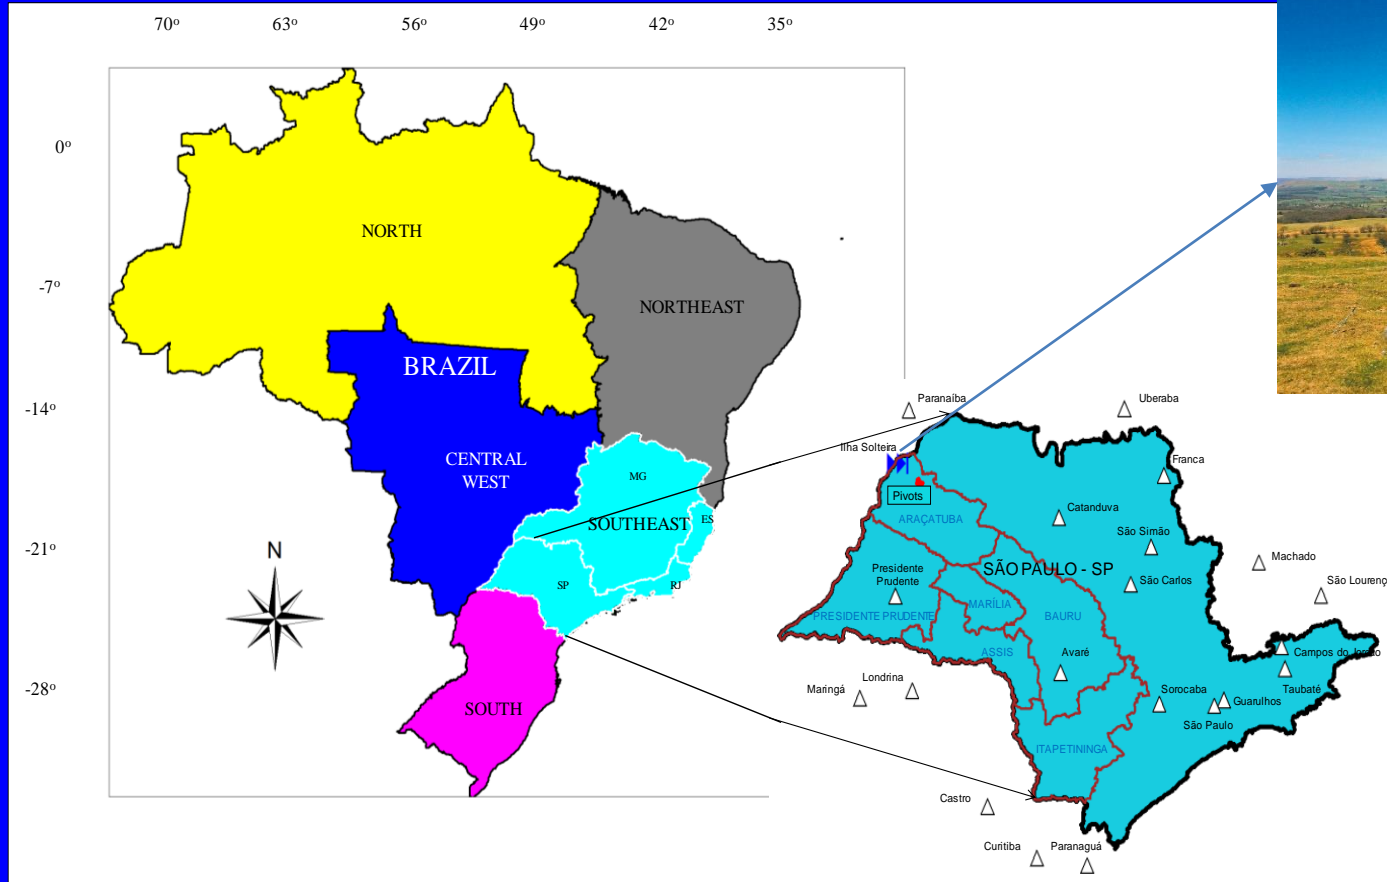 70º 63º 56º 49º 42º 35º
0º
-7º
-14º
-21º
-28º
N
NORTH
NORTHEAST
BRAZIL
CENTRAL
WEST
MG
SOUTHEAST
ES
SP
RJ
SOUTH
Paranaíba
Uberaba
Ilha Solteira
Franca
Pivots
ARAÇATUBA
Catanduva
São Simão
Machado
SÃO PAULO - SP
Presidente
Prudente
São Carlos
São Lourenç
MARÍLIA
PRESIDENTE PRUDENTE
BAURU
ASSIS
Avaré
Campos do Jordão
Londrina
Maringá
Taubaté
Sorocaba
Guarulhos
São Paulo
ITAPETININGA
Castro
Curitiba
Paranaguá